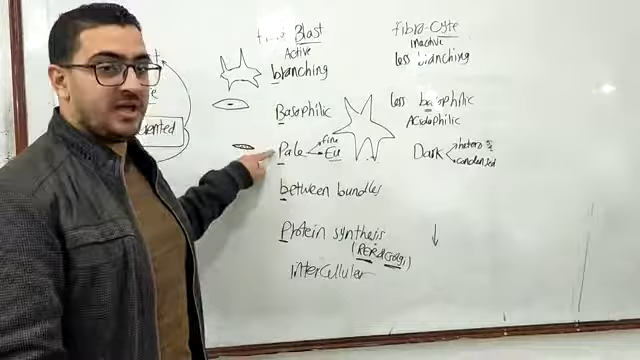 Blast
Active
branching
Basophilic
Pale
fine
Eu
between bundles
Protein synthesis
(RER & Golgi)
intercellular
fibro-cyte
inactive
less branching
less basophilic
Acidophilic
Dark
hetero
condensed